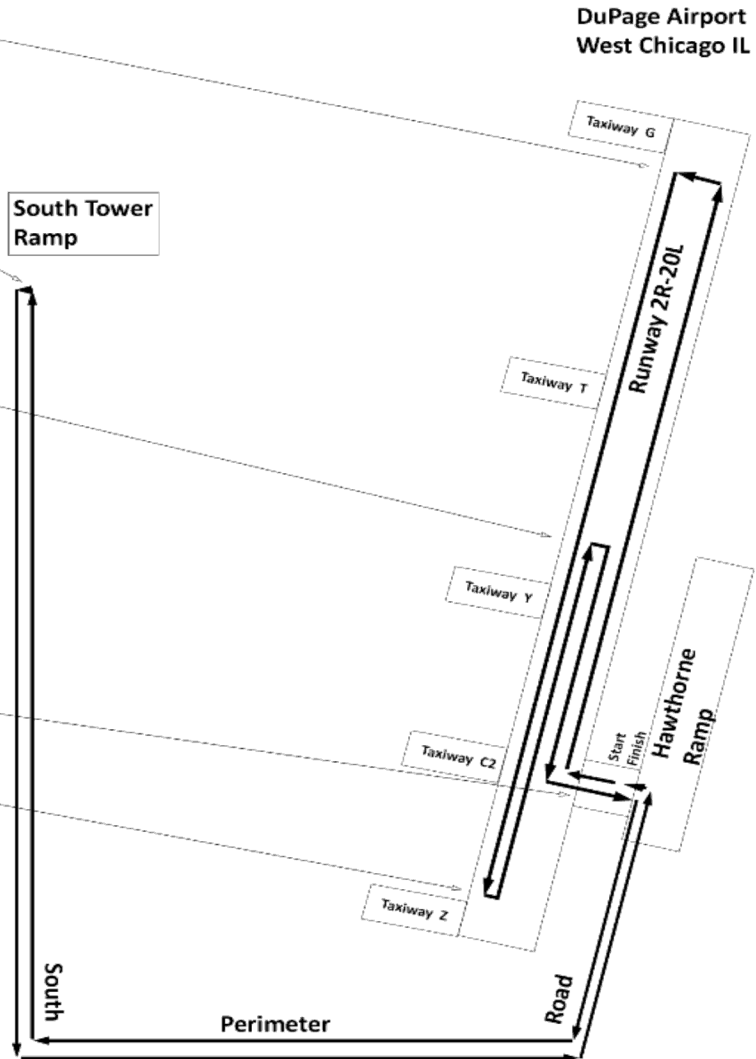 DuPage Airport
West Chicago IL
Taxiway G
South Tower
Ramp
Runway 2R-20L
Taxiway T
Taxiway Y
Hawthorne
Ramp
Start
Finish
Taxiway C2
Taxiway Z
South
Perimeter
Road